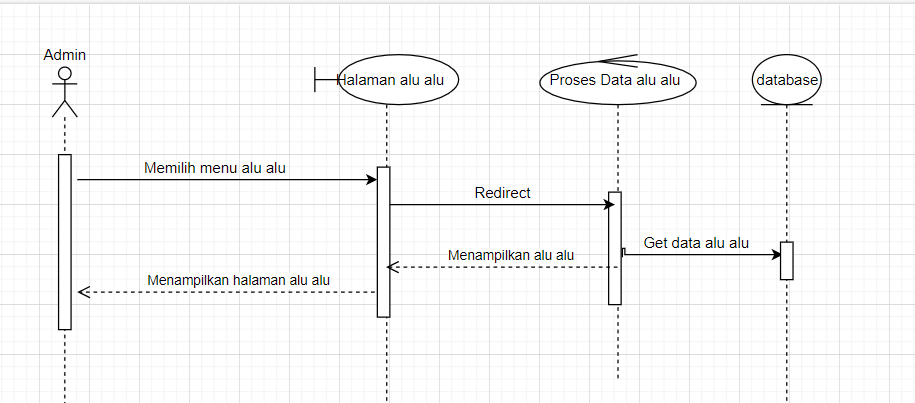 Admin
Halaman alu alu
Proses Data alu alu
database
Memilih menu alu alu
Redirect
Get data alu alu
Menampilkan alu alu
Menampilkan halaman alu alu